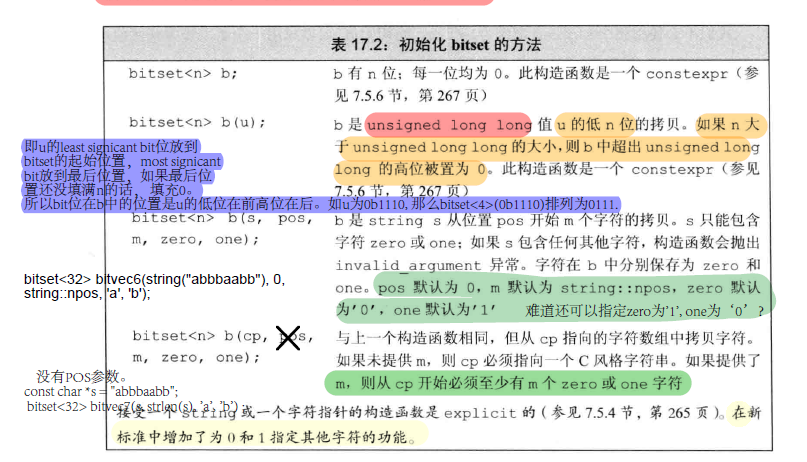 表 17.2：初始化 bitset 的方法
bitset<n> b;
b 有 n 位；每一位均为 0。此构造函数是一个 constexpr（参
见 7.5.6 节，第 267 页）
bitset<n> b(u);
b 是 unsigned long long 值 u 的低 n 位的拷贝。如果 n 大
于 unsigned long long 的大小,则 b 中超出 unsigned long
long 的高位被置为 0。此构造函数是一个 constexpr（参见
7.5.6 节，第 267 页）
即u的least signicant bit位放到
bitset的起始位置，most signicant
bit放到最后位置，如果最后位
置还没填满n的话， 填充0。
所以bit位在b中的位置是u的低位在前高位在后。如u为0b1110,那么bitset<4>(0b1110)排列为0111.
bitset<n> b(s, pos,
m, zero, one);
b 是 string s 从位置 pos 开始 m 个字符的拷贝。s 只能包含
字符 zero 或 one；如果 s 包含任何其他字符，构造函数会抛出
invalid_argument 异常。字符在 b 中分别保存为 zero 和
one。pos 默认为 0，m 默认为 string::npos，zero 默认
为'0'，one 默认为'1'
难道还可以指定zero为'1', one为‘0’?
bitset<32> bitvec6(string("abbbaabb"), 0,
string::npos, 'a', 'b');
bitset<n> b(cp, pos,
m, zero, one);
与上一个构造函数相同，但从 cp 指向的字符数组中拷贝字符。
如果未提供 m，则 cp 必须指向一个 C 风格字符串。如果提供了
m，则从 cp 开始必须至少有 m 个 zero 或 one 字符
没有POS参数。
const char *s = "abbbaabb";
bitset<32> bitvec7(s, strlen(s), 'a', 'b');
接受一个 string 或一个字符指针的构造函数是 explicit 的（参见 7.5.4 节，第 265 页）。在新
标准中增加了为 0 和 1 指定其他字符的功能。